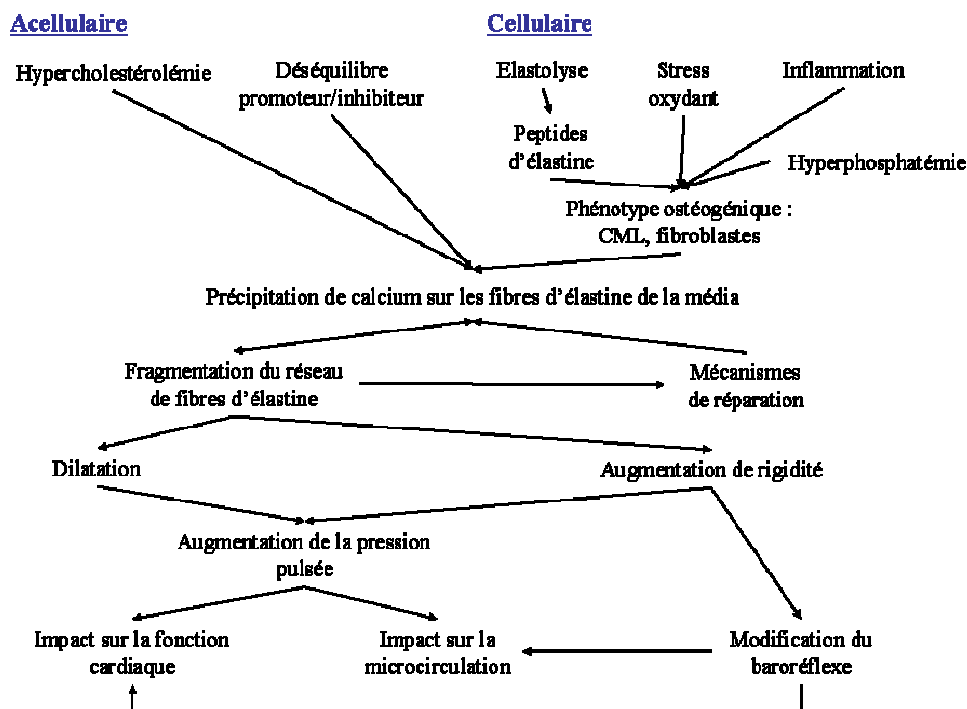 Acellulaire
Cellulaire
Hypercholestérolémie
Déséquilibre
promoteur/inhibiteur
Elastolyse
Stress
oxydant
Inflammation
Peptides
d'élastine
Hyperphosphatémie
Phénotype ostéogénique :
CML, fibroblastes
Précipitation de calcium sur les fibres d'élastine de la média
Fragmentation du réseau
de fibres d'élastine
Mécanismes
de réparation
Dilatation
Augmentation de rigidité
Augmentation de la pression
pulsée
Impact sur la fonction
cardiaque
Impact sur la
microcirculation
Modification du
baroréflexe